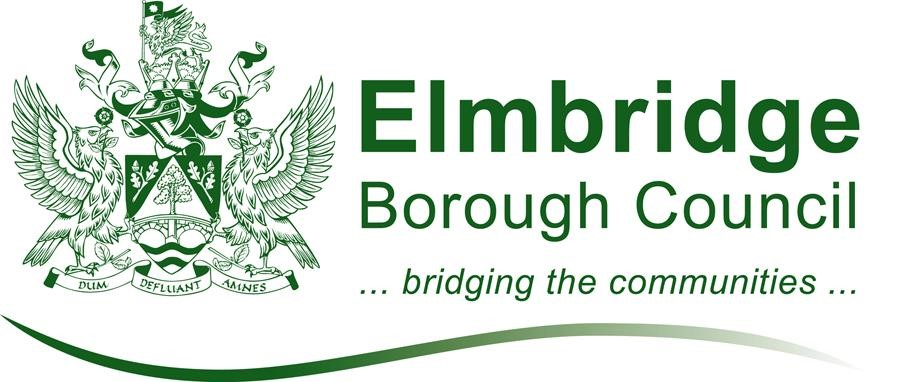 Elmbridge
Borough Council
... bridging the communities ...
DUM DEFLUANT AMNES